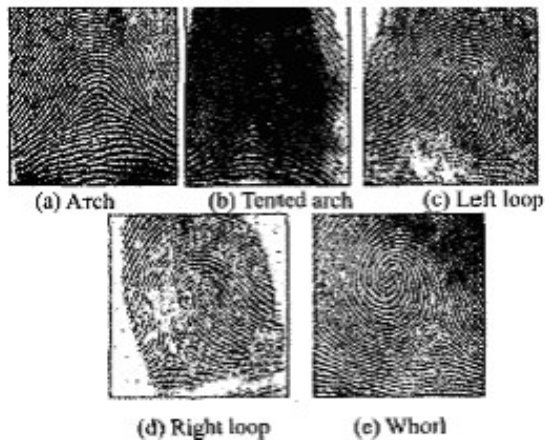 (a) Arch
(b) Tented arch
(c) Left loop
(d) Right loop
(e) Whorl